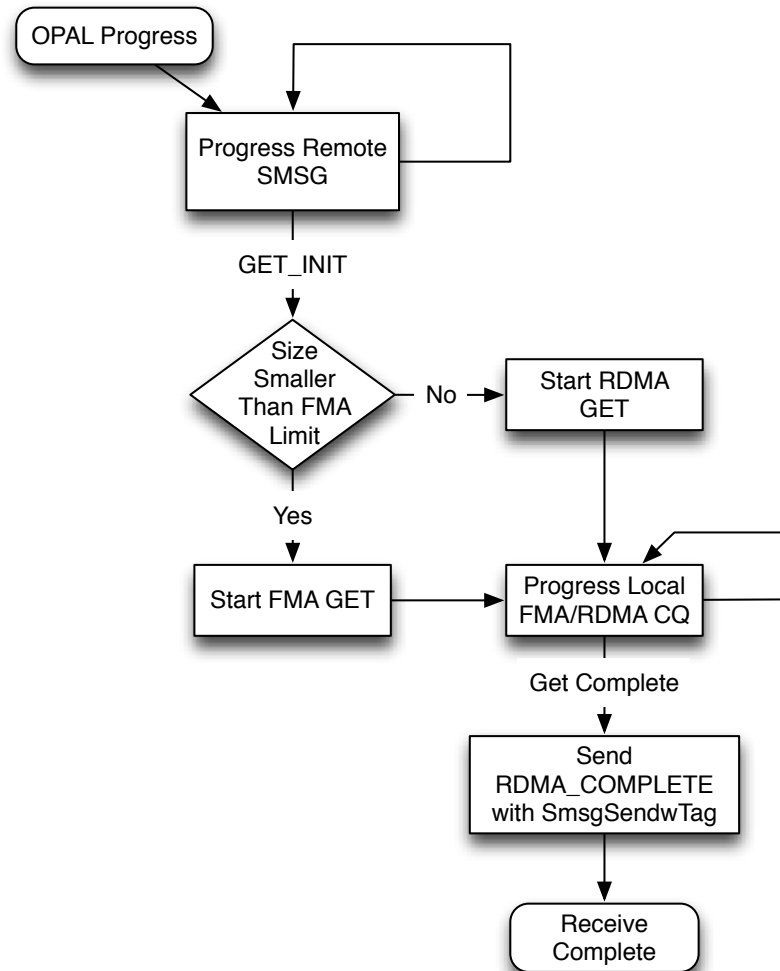 OPAL Progress
Progress Remote
SMSG
GET_INIT
Size
Smaller
Than FMA
Limit
No
Start RDMA
GET
Yes
Start FMA GET
Progress Local
FMA/RDMA CQ
Get Complete
Send
RDMA_COMPLETE
with SmsgSendwTag
Receive
Complete